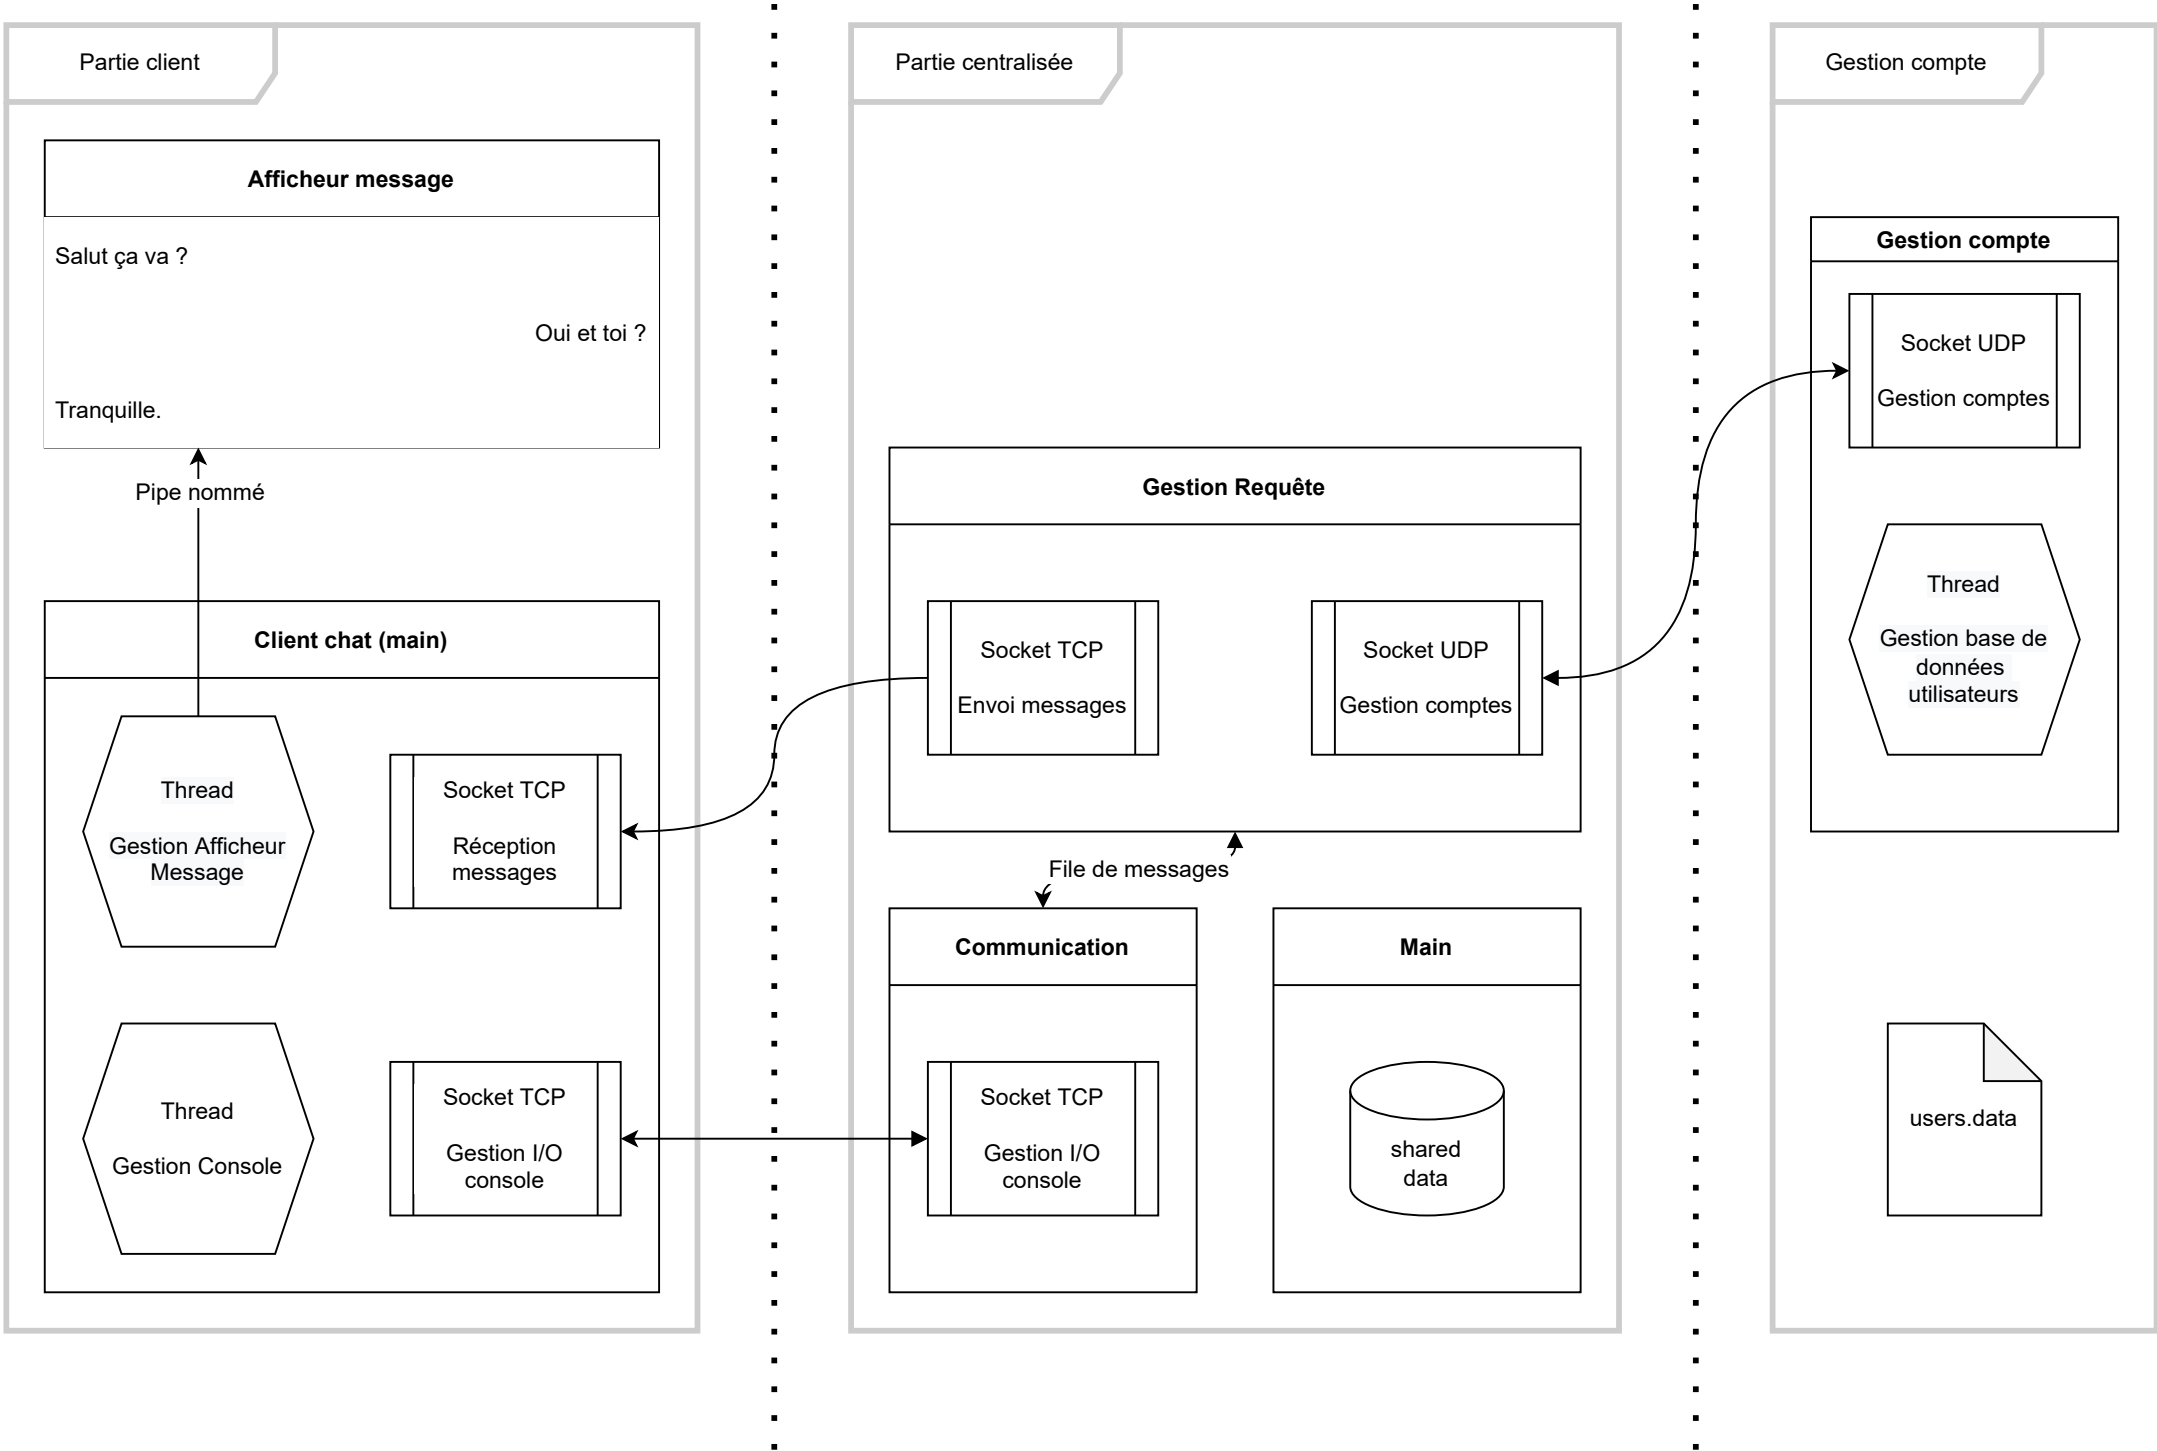 Partie client
Afficheur message
Salut ça va ?
Oui et toi ?
Tranquille.
Pipe nommé
Client chat (main)
Thread
Gestion Afficheur
Message
Socket TCP
Réception
messages
Thread
Gestion Console
Socket TCP
Gestion I/O
console
Partie centralisée
Gestion Requête
Socket TCP
Envoi messages
Socket UDP
Gestion comptes
File de messages
Communication
Socket TCP
Gestion I/O
console
Main
shared
data
Gestion compte
Gestion compte
Socket UDP
Gestion comptes
Thread
Gestion base de
données
utilisateurs
users.data